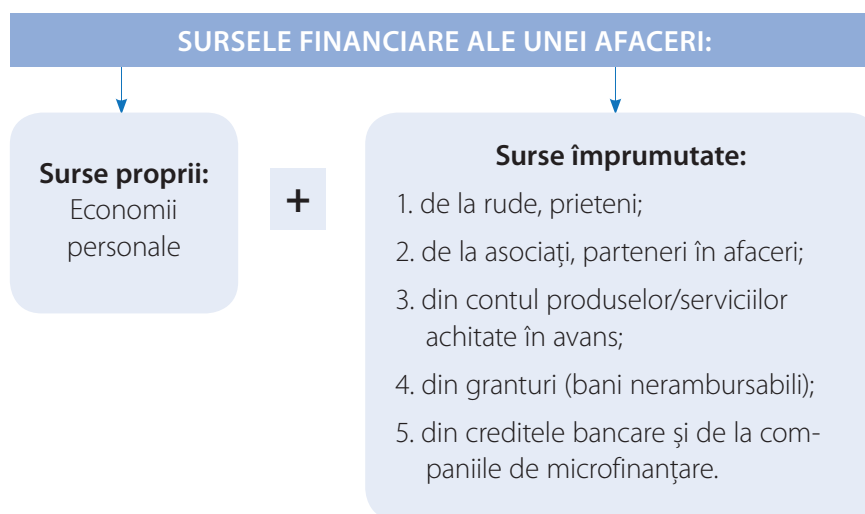 SURSELE FINANCIARE ALE UNEI AFACERI:
Surse proprii:
Economii
personale
+
Surse împrumutate:
1. de la rude, prieteni;
2. de la asociați, parteneri în afaceri;
3. din contul produselor/serviciilor
achitate în avans;
4. din granturi (bani nerambursabili);
5. din creditele bancare și de la com-
paniile de microfinanțare.